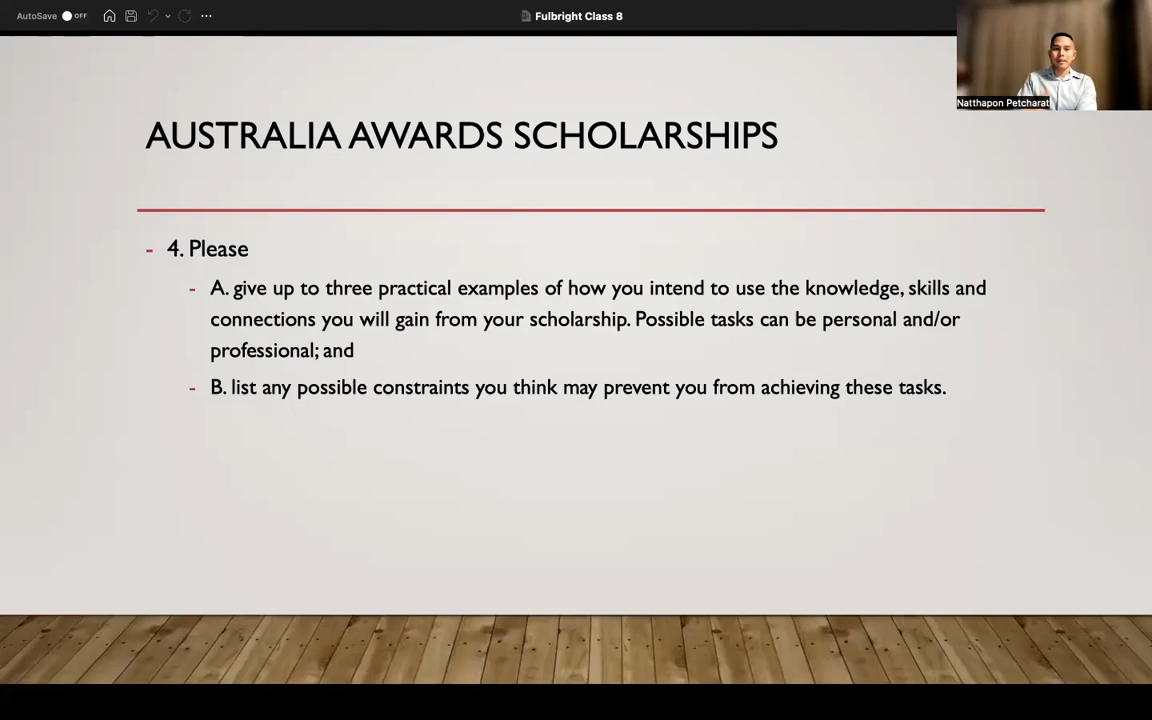 AutoSave OFF
Fulbright Class 8
Natthapon Petcharat
AUSTRALIA AWARDS SCHOLARSHIPS
- 4. Please
- A. give up to three practical examples of how you intend to use the knowledge, skills and
connections you will gain from your scholarship. Possible tasks can be personal and/or
professional; and
- B. list any possible constraints you think may prevent you from achieving these tasks.